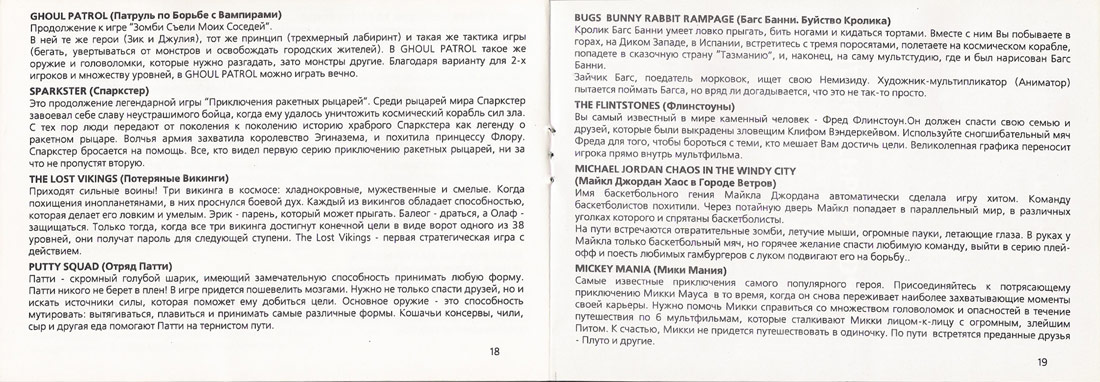 GHOUL PATROL (Патруль по Борьбе с Вампирами)
Продолжение к игре "Зомби Съели Моих Соседей".
В ней те же герои (Зик и Джулия), тот же принцип (трехмерный лабиринт) и такая же тактика игры
(бегать, увертываться от монстров и освобождать городских жителей). В GHOUL PATROL такое же
оружие и головоломки, которые нужно разгадать, зато монстры другие. Благодаря варианту для 2-х
игроков и множеству уровней, в GHOUL PATROL можно играть вечно.
SPARKSTER (Спаркстер)
Это продолжение легендарной игры "Приключения ракетных рыцарей". Среди рыцарей мира Спаркстер
завоевал себе славу неустрашимого бойца, когда ему удалось уничтожить космический корабль сил зла.
С тех пор люди передают от поколения к поколению историю храброго Спаркстера как легенду о
ракетном рыцаре. Волчья армия захватила королевство Эгиназема, и похитила принцессу Флору.
Спаркстер бросается на помощь. Все, кто видел первую серию приключению ракетных рыцарей, ни за
что не пропустят вторую.
THE LOST VIKINGS (Потеряные Викинги)
Приходят сильные воины! Три викинга в космосе: хладнокровные, мужественные и смелые. Когда
похищения инопланетянами, в них проснулся боевой дух. Каждый из викингов обладает способностью,
которая делает его ловким и умелым. Эрик - парень, который может прыгать. Балеог - драться, а Олаф -
защищаться. Только тогда, когда все три викинга достигнут конечной цели в виде ворот одного из 38
уровней, они получат пароль для следующей ступени. The Lost Vikings - первая стратегическая игра с
действием.
PUTTY SQUAD (Отряд Патти)
Патти - скромный голубой шарик, имеющий замечательную способность принимать любую форму.
Патти никого не берет в плен! В игре придется пошевелить мозгами. Нужно не только спасти друзей, но и
искать источники силы, которая поможет ему добиться цели. Основное оружие - это способность
мутировать: вытягиваться, плавиться и принимать самые различные формы. Кошачьи консервы, чили,
сыр и другая еда помогают Патти на тернистом пути.
18
BUGS BUNNY RABBIT RAMPAGE (Багс Банни. Буйство Кролика)
Кролик Багс Банни умеет ловко прыгать, бить ногами и кидаться тортами. Вместе с ним Вы побываете в
горах, на Диком Западе, в Испании, встретитесь с тремя поросятами, полетаете на космическом корабле,
попадете в сказочную страну "Тазманию", и, наконец, на саму мультстудию, где и был нарисован Багс
Банни.
Зайчик Багс, поедатель морковок, ищет свою Немизиду. Художник-мультипликатор (Аниматор)
пытается поймать Багса, но вряд ли догадывается, что это не так-то просто.
THE FLINTSTONES (Флинстоуны)
Вы самый известный в мире каменный человек - Фред Флинстоун.Он должен спасти свою семью и
друзей, которые были выкрадены зловещим Клифом Вэндеркейвом. Используйте сногшибательный мяч
Фреда для того, чтобы бороться с теми, кто мешает Вам достичь цели. Великолепная графика переносит
игрока прямо внутрь мультфильма.
MICHAEL JORDAN CHAOS IN THE WINDY CITY
(Майкл Джордан Хаос в Городе Ветров)
Имя баскетбольного гения Майкла Джордана автоматически сделала игру хитом. Команду
баскетболистов похитили. Через потайную дверь Майкл попадает в параллельный мир, в различных
уголках которого и спрятаны баскетболисты.
На пути встречаются отвратительные зомби, летучие мыши, огромные пауки, летающие глаза. В руках у
Майкла только баскетбольный мяч, но горячее желание спасти любимую команду, выйти в серию плей-
офф и поесть любимых гамбургеров с луком подвигают его на борьбу..
MICKEY MANIA (Мики Мания)
Самые известные приключения самого популярного героя. Присоединяйтесь к потрясающему
приключению Микки Мауса в то время, когда он снова переживает наиболее захватывающие моменты
своей карьеры. Нужно помочь Микки справиться со множеством головоломок и опасностей в течение
путешествия по 6 мультфильмам, которые сталкивают Микки лицом-к-лицу с огромным, злейшим
Питом. К счастью, Микки не придется путешествовать в одиночку. По пути встретятся преданные друзья
- Плуто и другие.
19